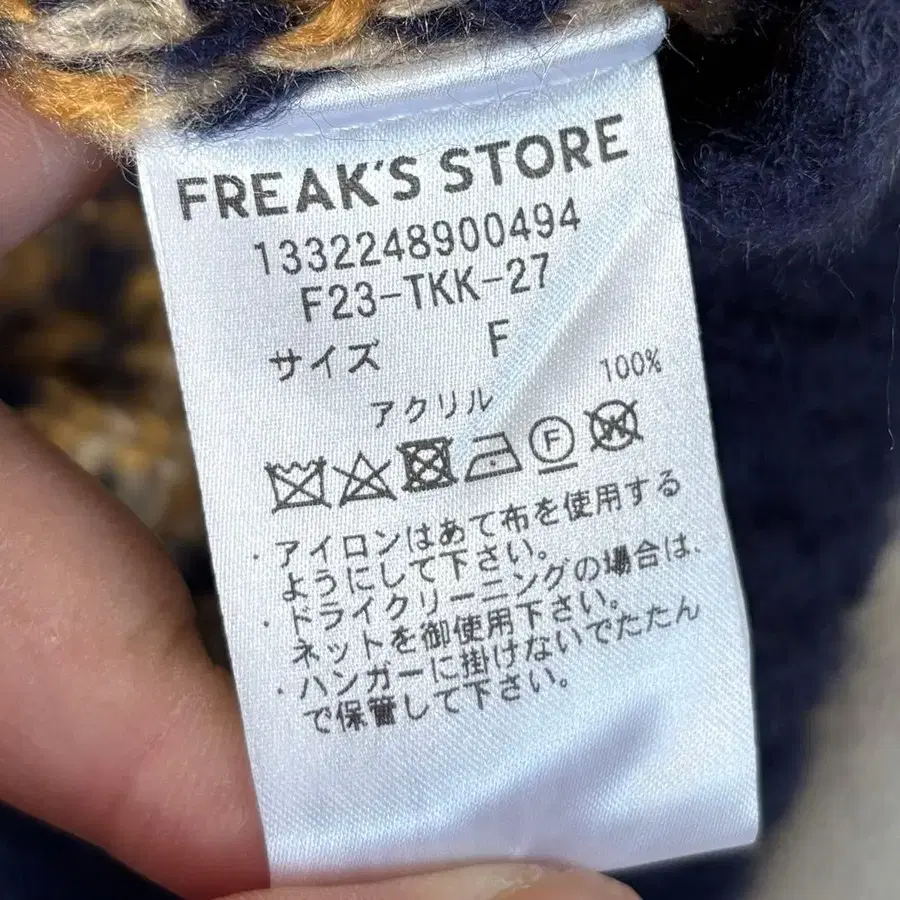 FREAK'S STORE
1332248900494
F23-TKK-27
サイズ F
アクリル 100%
F W
・アイロンはあて布を使用する
ようにして下さい。
・ドライクリーニングの場合は、
ネットを御使用下さい。
・ハンガーに掛けないでたたん
で保管して下さい。